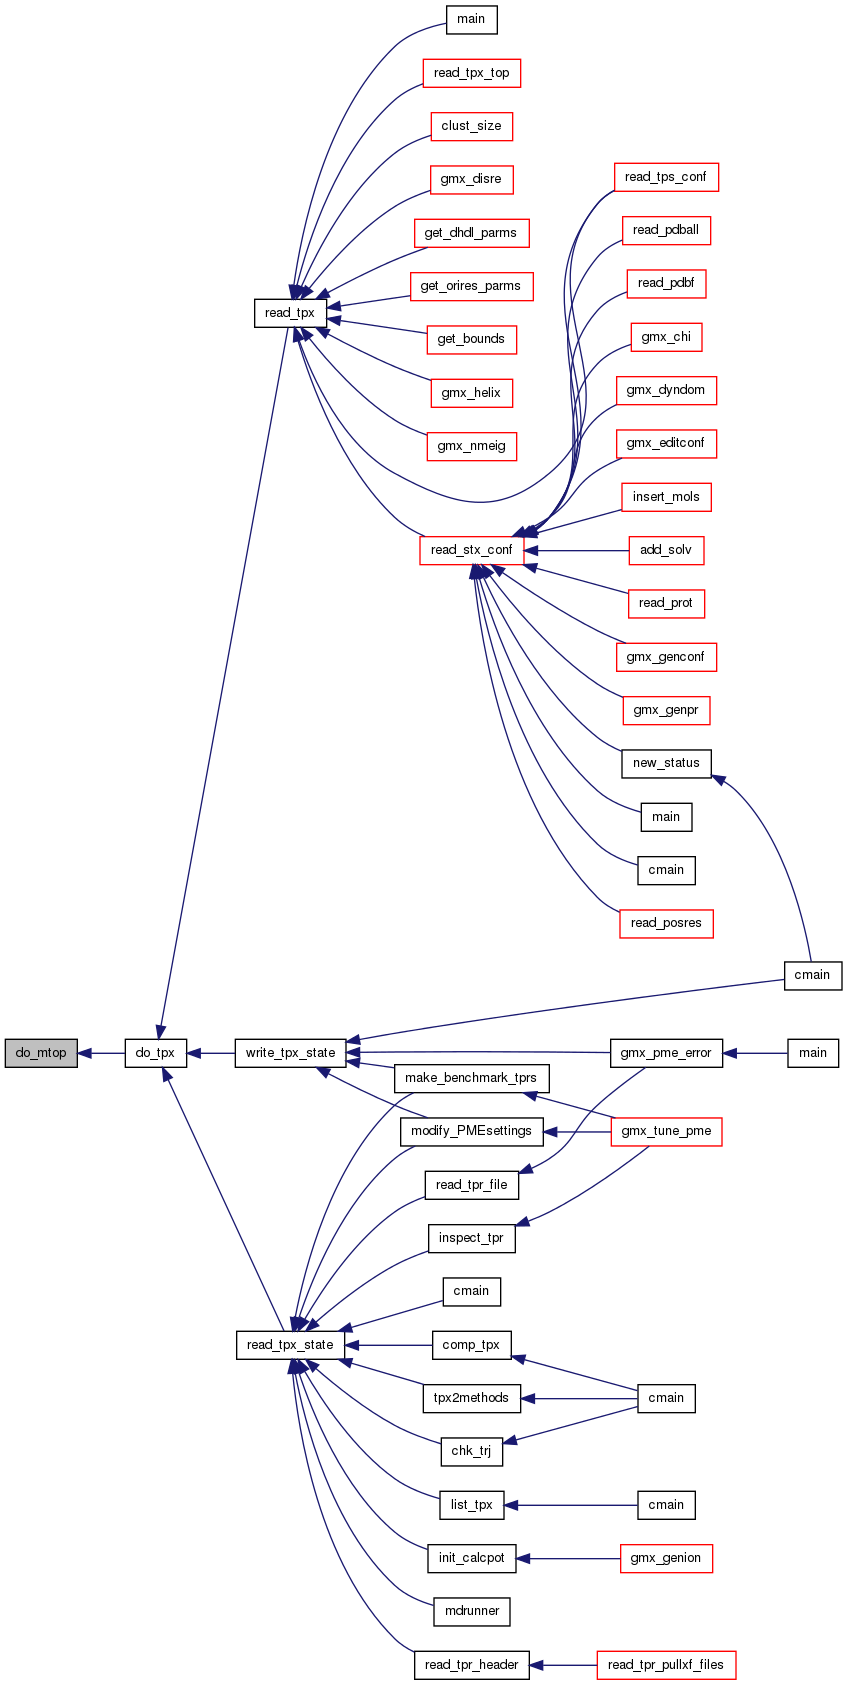 main
read_tpx_top
clust_size
gmx_disre
read_tps_conf
get_dhdl_parms
read_pdball
get_orires_parms
read_pdbf
read_tpx
get_bounds
gmx_chi
gmx_helix
gmx_dyndom
gmx_nmeig
gmx_editconf
insert_mols
read_stx_conf
add_solv
read_prot
gmx_genconf
gmx_genpr
new_status
main
cmain
read_posres
cmain
do_mtop
do_tpx
write_tpx_state
gmx_pme_error
main
make_benchmark_tprs
modify_PMEsettings
gmx_tune_pme
read_tpr_file
inspect_tpr
cmain
read_tpx_state
comp_tpx
tpx2methods
cmain
chk_trj
list_tpx
cmain
init_calcpot
gmx_genion
mdrunner
read_tpr_header
read_tpr_pullxf_files